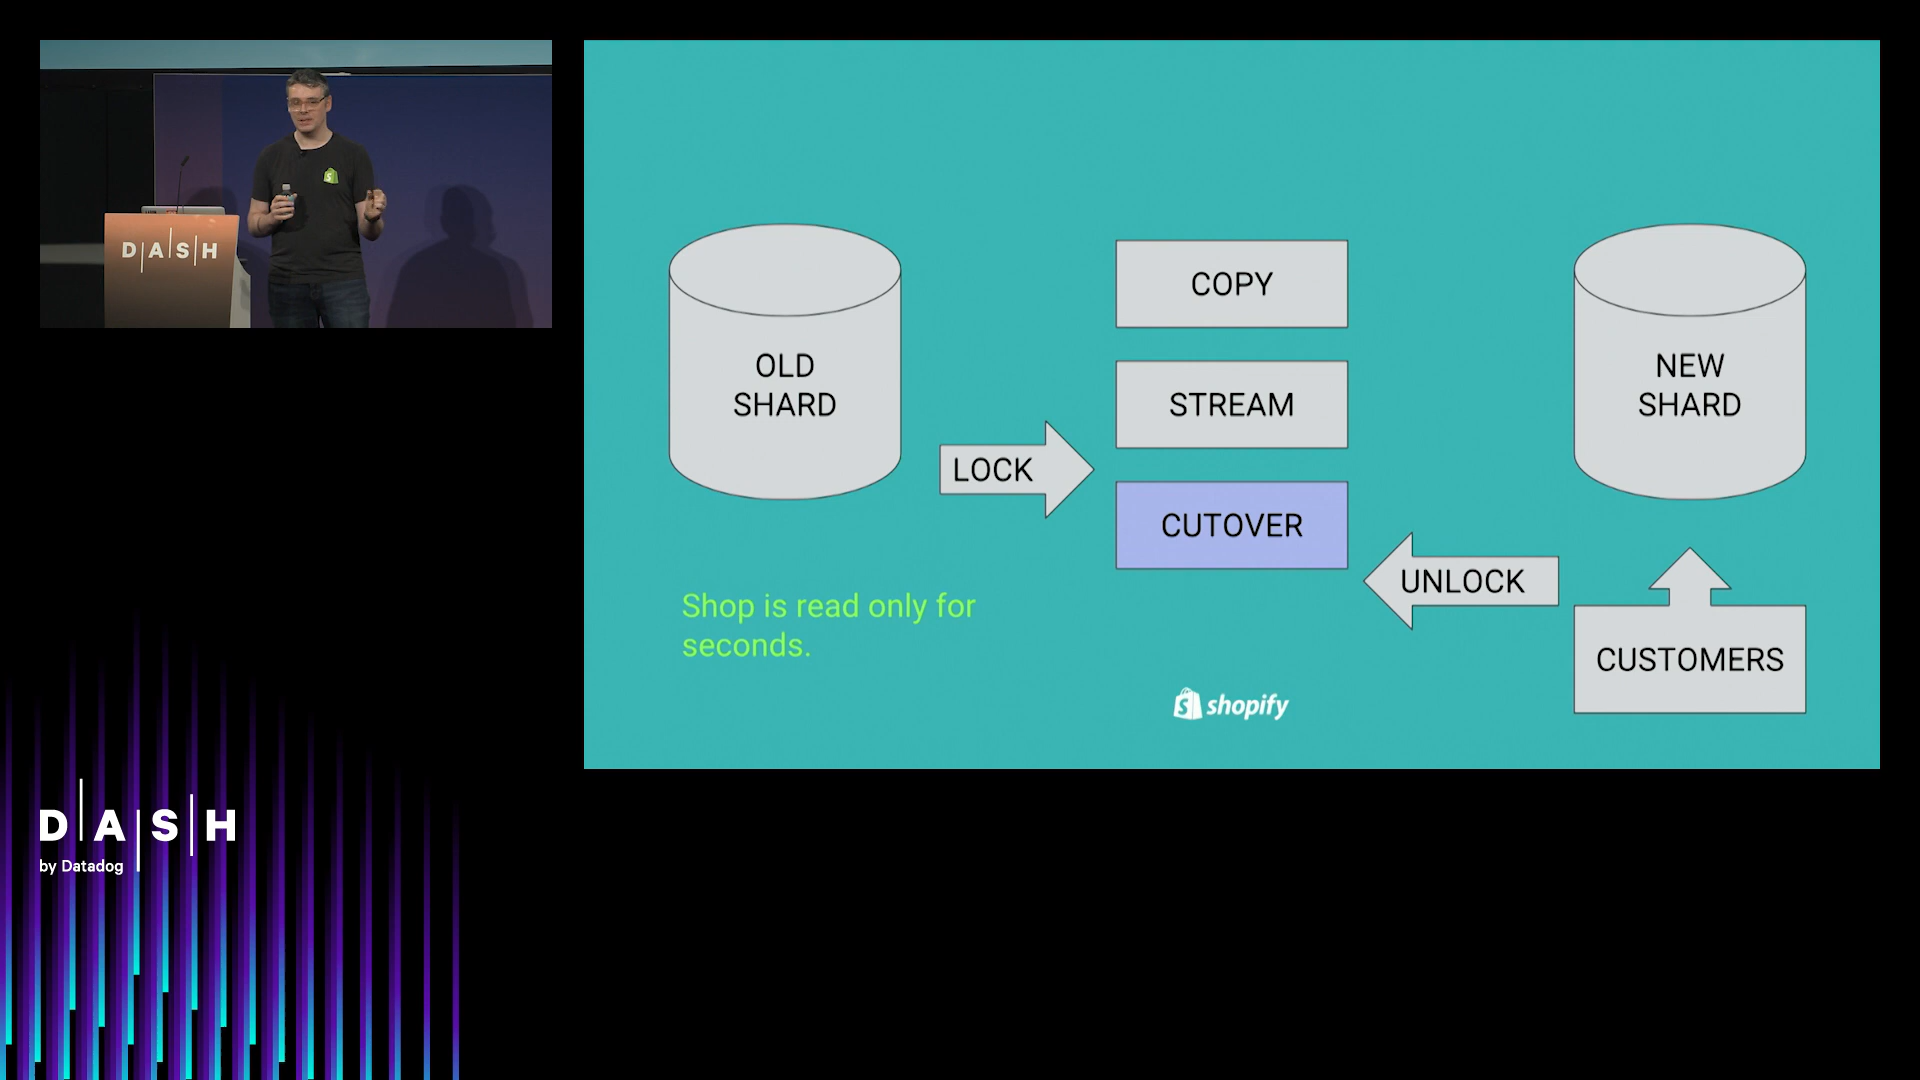 D|A|S|H
OLD
SHARD
LOCK
COPY
STREAM
CUTOVER
NEW
SHARD
UNLOCK
CUSTOMERS
Shop is read only for
seconds.
shopify
D|A|S|H
by Datadog